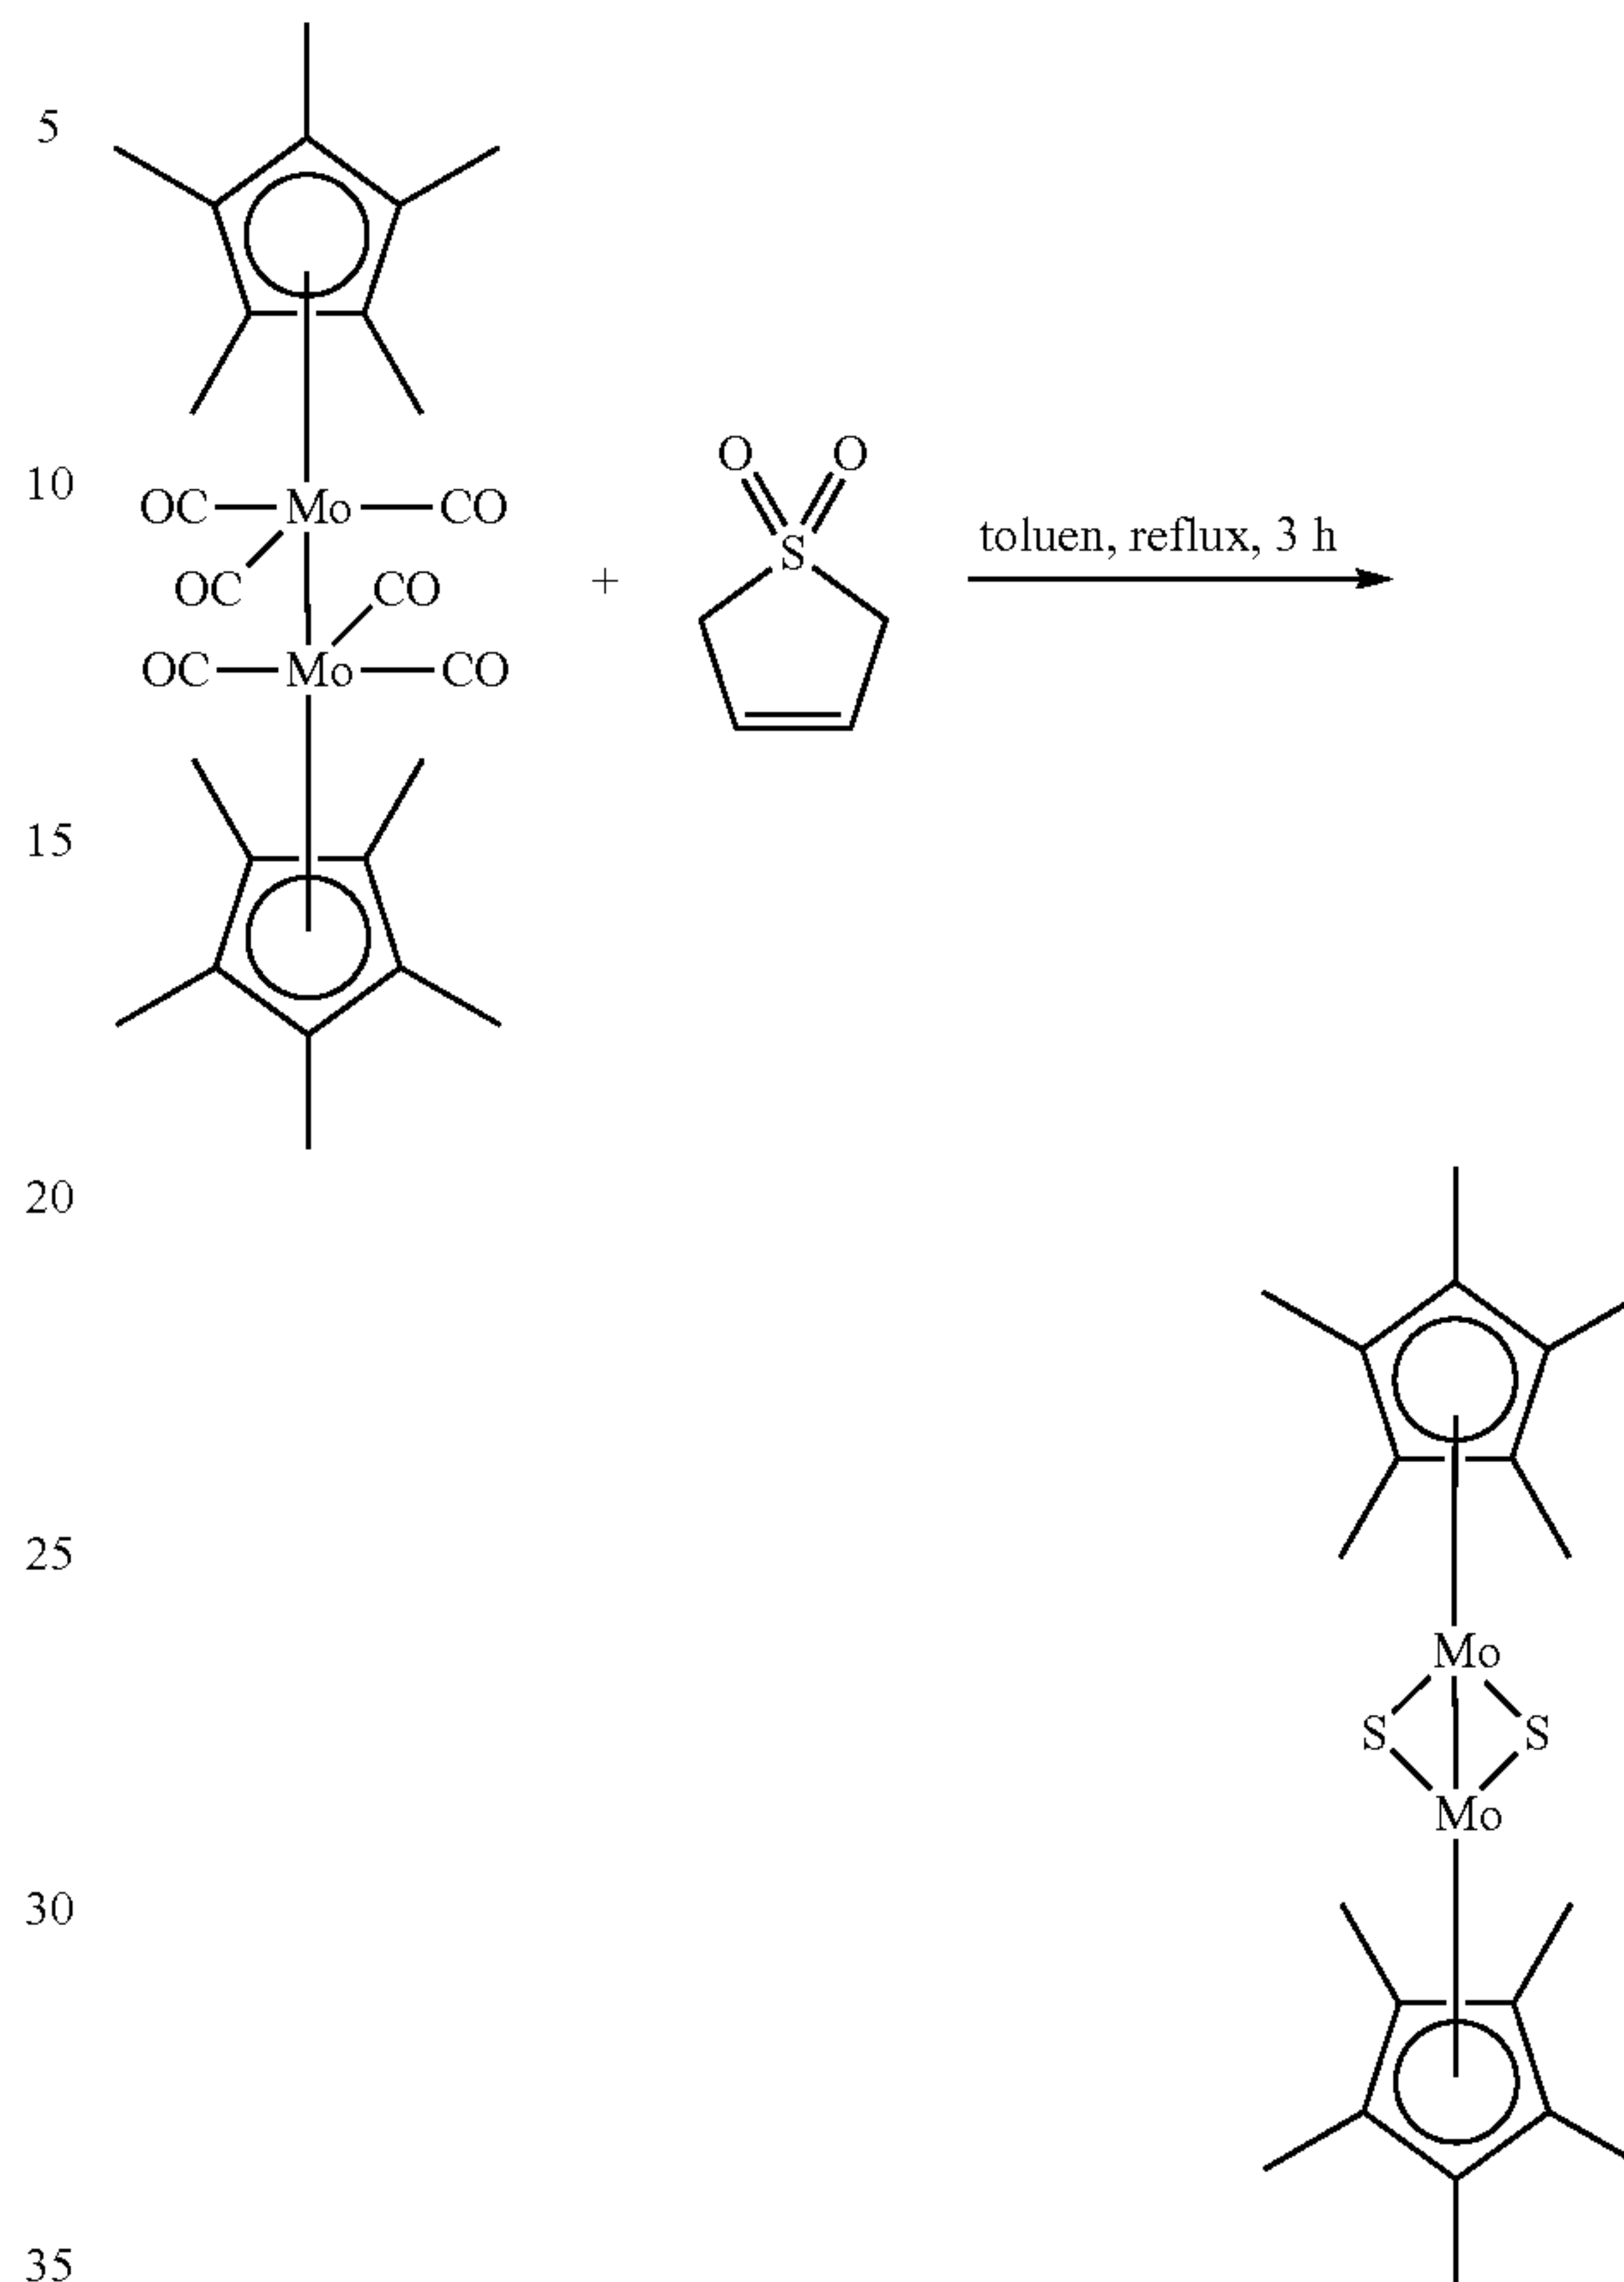 5
O O
10
OC Mo CO
toluen, reflux, 3 h
S
OC CO
+
OC Mo CO
15
20
25
Mo
S S
Mo
30
35